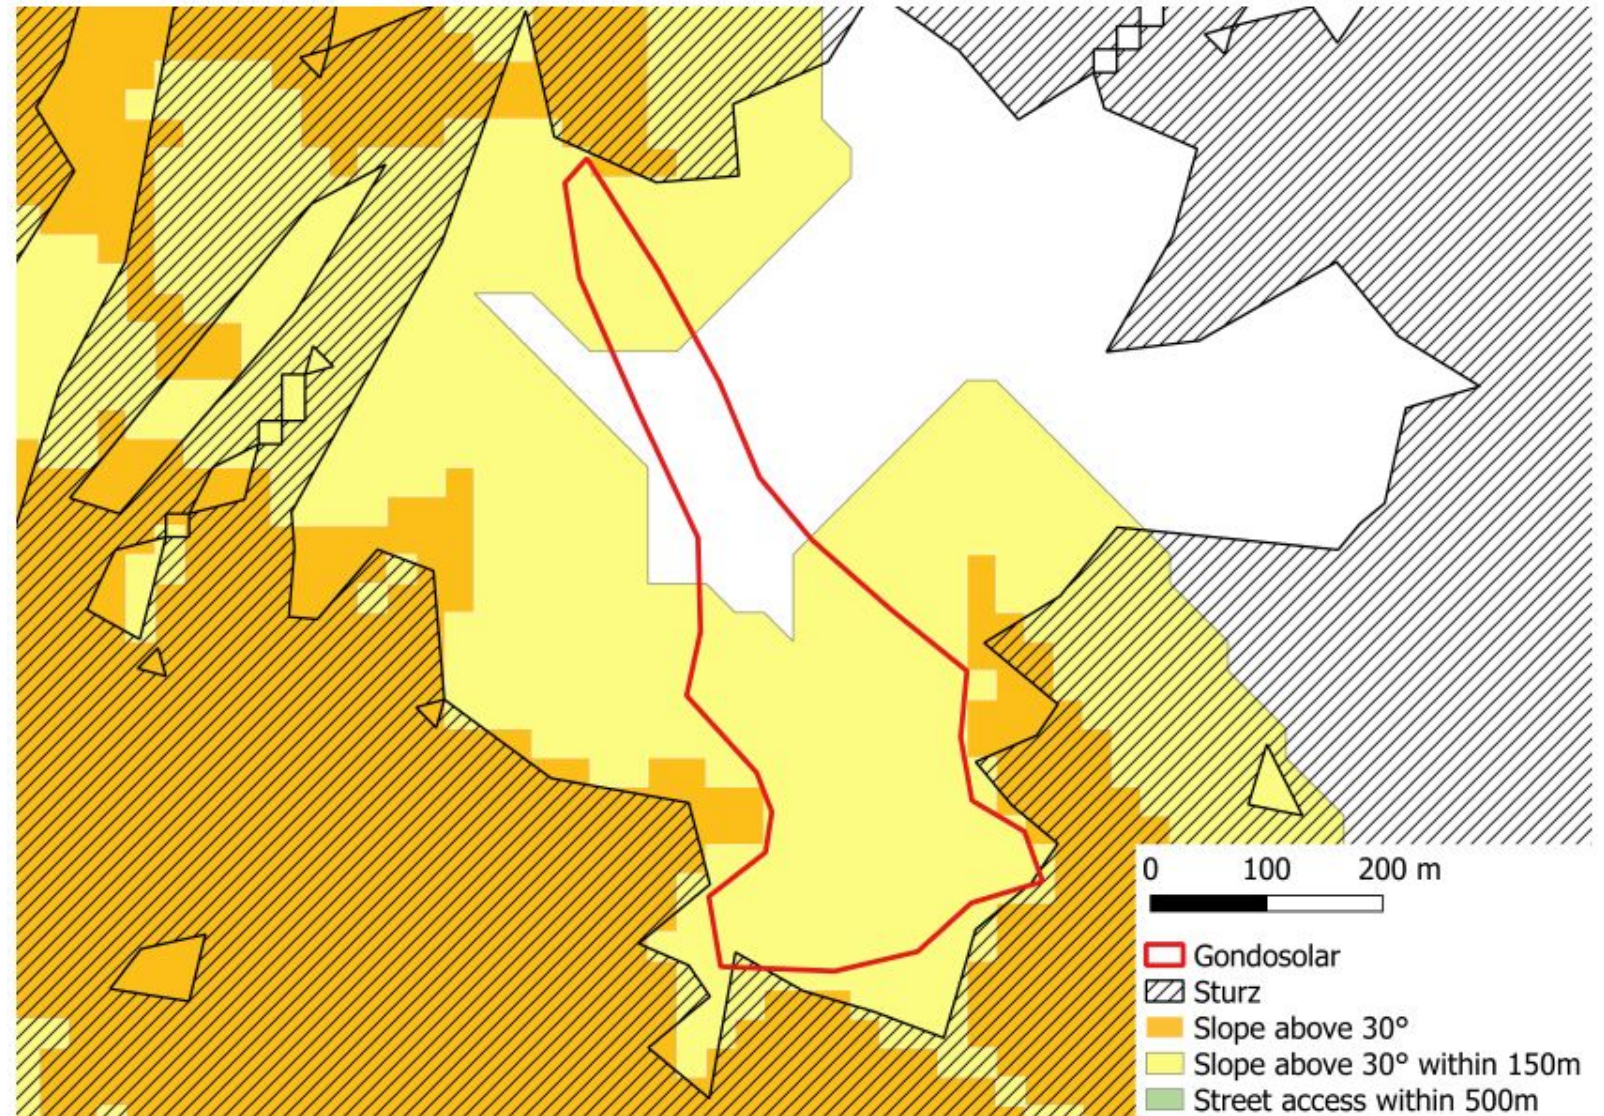 0 100 200 m
Gondosolar
Sturz
Slope above 30°
Slope above 30° within 150m
Street access within 500m